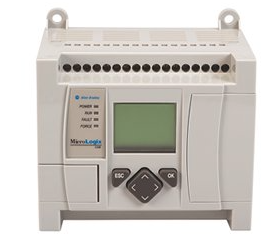 Allen-Bradley
POWER
RUN
FAULT
FORCE
MicroLogix
ESC
OK